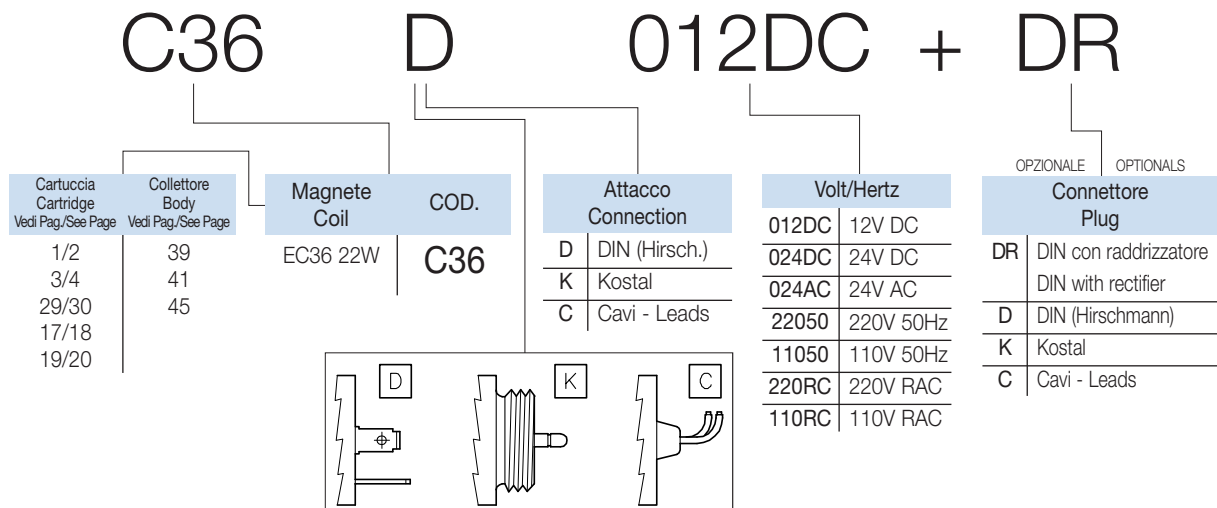 C36 D 012DC + DR
OPZIONALE OPTIONALS
Cartuccia
Cartridge
Vedi Pag./See Page
Collettore
Body
Vedi Pag./See Page
1/2 39
3/4 41
29/30 45
17/18
19/20
Magnete
Coil
COD.
EC36 22W C36
Attacco
Connection
D DIN (Hirsch.)
K Kostal
C Cavi - Leads
Volt/Hertz
012DC 12V DC
024DC 24V DC
024AC 24V AC
22050 220V 50Hz
11050 110V 50Hz
220RC 220V RAC
110RC 110V RAC
Connettore
Plug
DR DIN con raddrizzatore
DIN with rectifier
D DIN (Hirschmann)
K Kostal
C Cavi - Leads
D K C